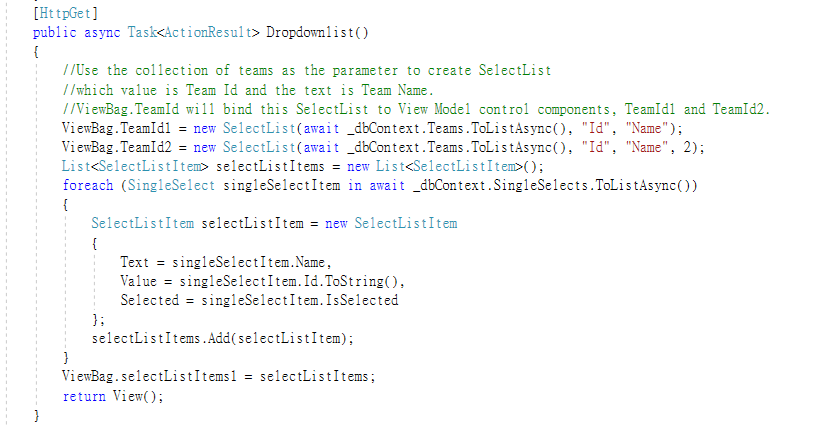 [HttpGet]
public async Task<ActionResult> Dropdownlist()
{
//Use the collection of teams as the parameter to create SelectList
//which value is Team Id and the text is Team Name.
//ViewBag.TeamId will bind this SelectList to View Model control components, TeamId1 and TeamId2.
ViewBag.TeamId1 = new SelectList(await _dbContext.Teams.ToListAsync(), "Id", "Name");
ViewBag.TeamId2 = new SelectList(await _dbContext.Teams.ToListAsync(), "Id", "Name", 2);
List<SelectListItem> selectListItems = new List<SelectListItem>();
foreach (SingleSelect singleSelectItem in await _dbContext.SingleSelects.ToListAsync())
{
SelectListItem selectListItem = new SelectListItem
{
Text = singleSelectItem.Name,
Value = singleSelectItem.Id.ToString(),
Selected = singleSelectItem.IsSelected
};
selectListItems.Add(selectListItem);
}
ViewBag.selectListItems1 = selectListItems;
return View();
}